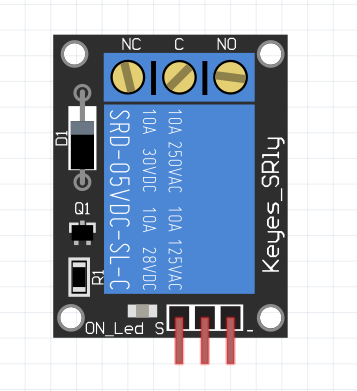 NC C NO
D1
Q1
R1
SRD-05VDC-SL-C
10A 30VDC 10A 28VDC
10A 250VAC 10A 125VAC
Keyes_SRly
ON_Led S -